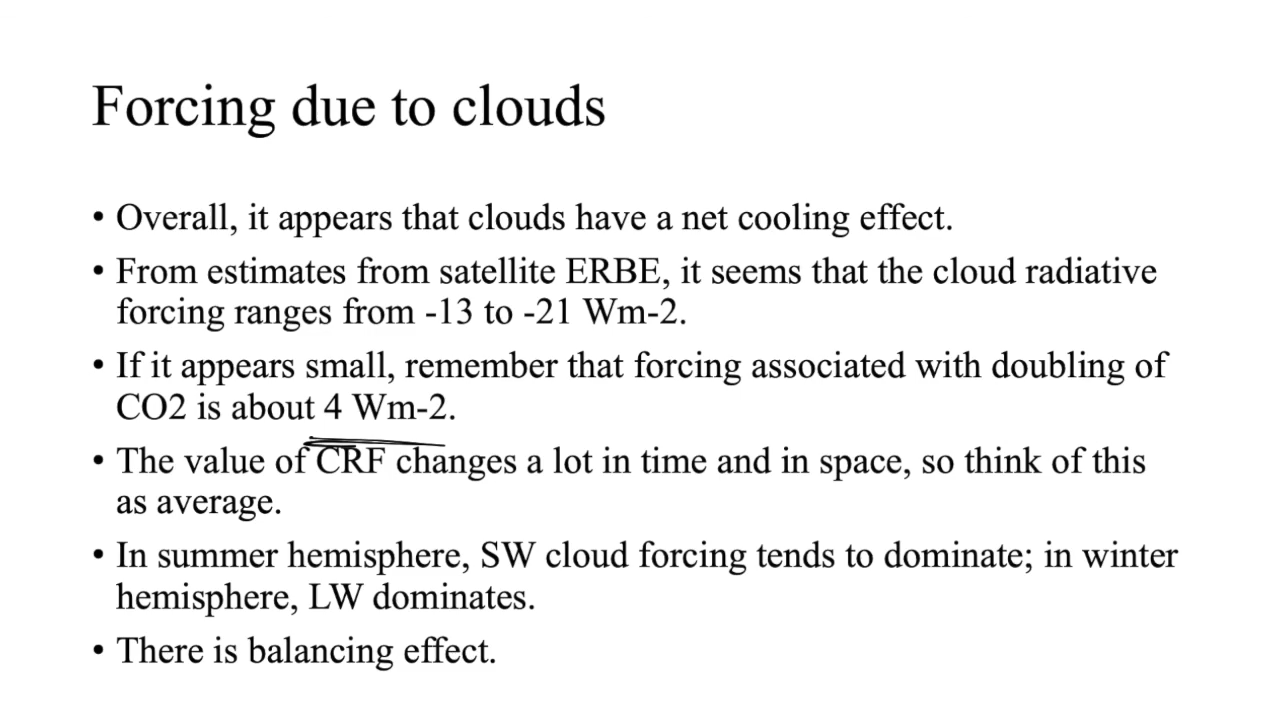 Forcing due to clouds
• Overall, it appears that clouds have a net cooling effect.
• From estimates from satellite ERBE, it seems that the cloud radiative
forcing ranges from -13 to -21 Wm-2.
• If it appears small, remember that forcing associated with doubling of
CO2 is about 4 Wm-2.
• The value of CRF changes a lot in time and in space, so think of this
as average.
• In summer hemisphere, SW cloud forcing tends to dominate; in winter
hemisphere, LW dominates.
• There is balancing effect.